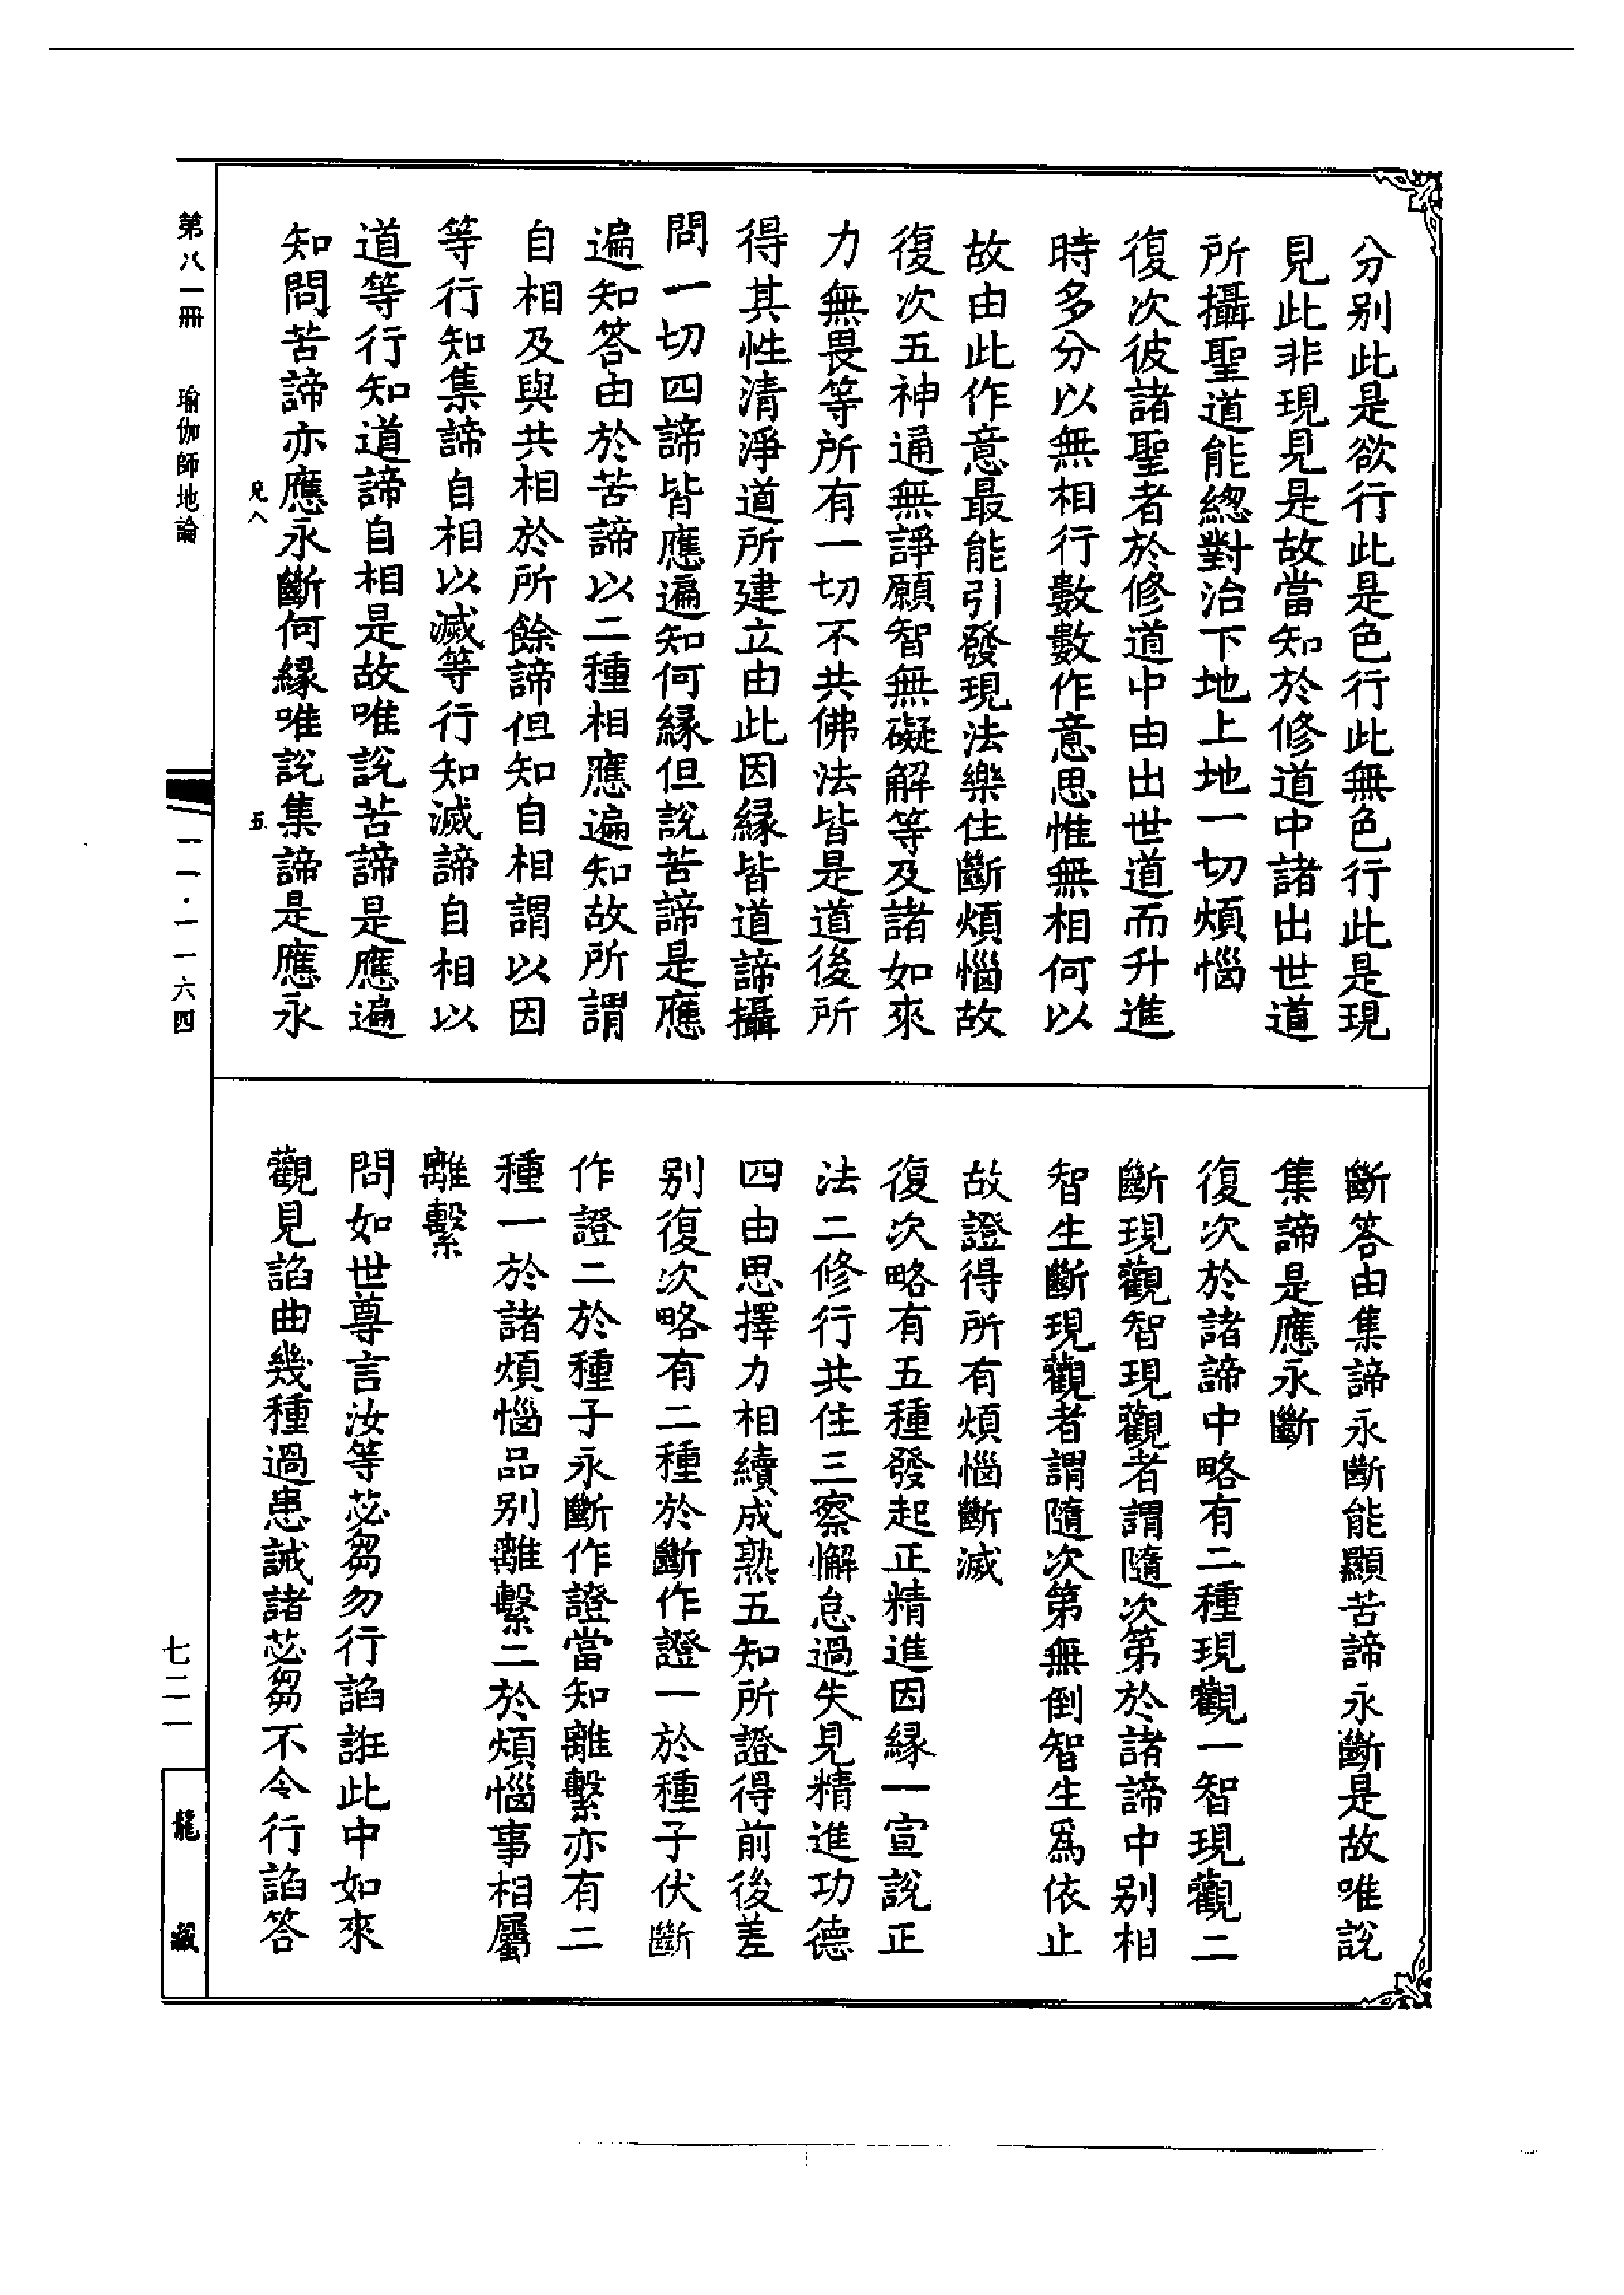 分別此是欲行此是色行此無色行此是現
見此非現見是故當知於修道中諸出世道
所攝聖道能總對治下地上地一切煩惱
復次彼諸聖者於修道中由出世道而升進
時多分以無相行數數作意思惟無相何以
故由此作意最能引發現法樂住斷煩惱故
復次五神通無諍願智無礙解等及諸如來
力無畏等所有一切不共佛法皆是道後所
得其性清淨道所建立由此因緣皆道諦攝
問一切四諦皆應遍知何緣但說苦諦是應
遍知答由於苦諦以二種相應遍知故所謂
自相及與共相於所餘諦但知自相謂以因
等行知集諦自相以滅等行知滅諦自相以
道等行知道諦自相是故唯說苦諦是應遍
知問苦諦亦應永斷何緣唯說集諦是應永
兄八 五
斷答由集諦永斷能顯苦諦永斷是故唯說
集諦是應永斷
復次於諸諦中略有二種現觀一智現觀二
斷現觀智現觀者謂隨次第於諸諦中別相
智生斷現觀者謂隨次第無倒智生為依止
故證得所有煩惱斷滅
復次略有五種發起正精進因緣一宣說正
法二修行共住三察懈怠過失見精進功德
四由思擇力相續成熟五知所證得前後差
別復次略有二種於斷作證一於種子伏斷
作證二於種子永斷作證當知離繫亦有二
種一於諸煩惱品別離繫二於煩惱事相屬
離繫
問如世尊言汝等苾芻勿行諂誑此中如來
觀見諂曲幾種過患誡諸苾芻不令行諂答
第八一冊 瑜伽師地論
一一·一一六四
七二一
龍藏